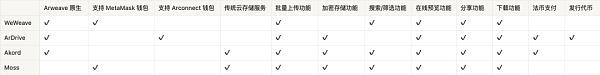 Arweave 原生 支持 MetaMask 钱包 支持 Arconnect 钱包 传统云存储服务 批量上传功能 加密存储功能 搜索/筛选功能 在线预览功能 分享功能 下载功能 法币支付 发行代币
WeWeave ✓ ✓ ✓ ✓ ✓ ✓ ✓
ArDrive ✓ ✓ ✓ ✓ ✓ ✓ ✓ ✓ ✓
Akord ✓ ✓ ✓ ✓ ✓ ✓ ✓ ✓ ✓
Moss ✓ ✓ ✓ ✓ ✓ ✓ ✓ ✓